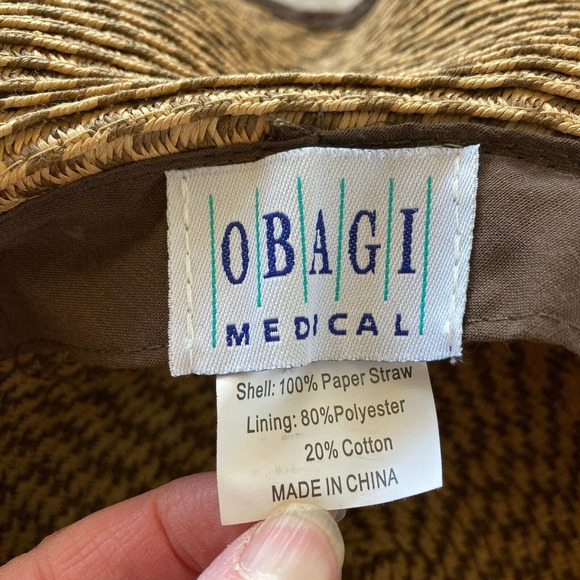 OBAGI
MEDICAL
Shell: 100% Paper Straw
Lining: 80%Polyester
20% Cotton
MADE IN CHINA